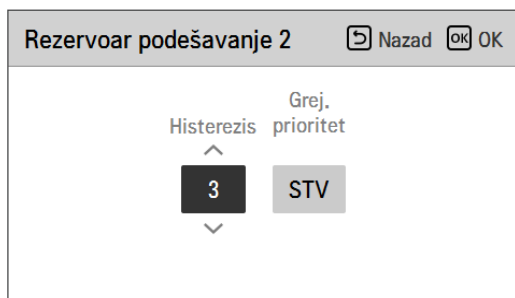 Rezervoar podešavanje 2 Nazad OK OK
Grej.
Histerezis prioritet
3 STV